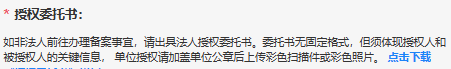 * 授权委托书：
如非法人前往办理备案事宜，请出具法人授权委托书。委托书无固定格式，但须体现授权人和
被授权人的关键信息， 单位授权请加盖单位公章后上传彩色扫描件或彩色照片。 点击下载